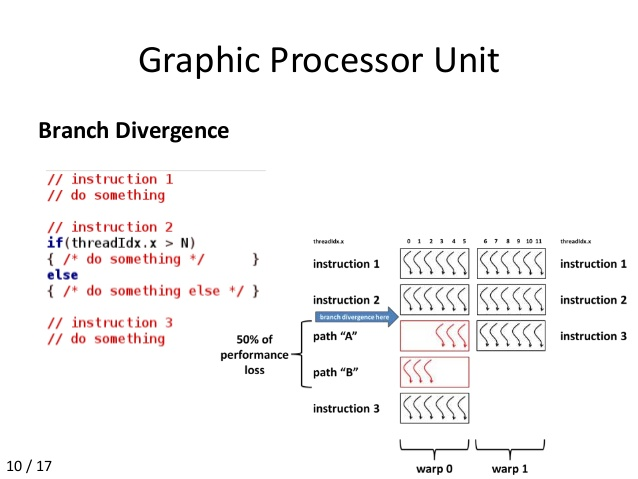 Graphic Processor Unit
Branch Divergence
// instruction 1
// do something
// instruction 2
if(threadIdx.x > N)
{ /* do something */ }
else
{ /* do something else */ }
// instruction 3
// do something
threadIdx.x 0 1 2 3 4 5 6 7 8 9 10 11 threadIdx.x
instruction 1 instruction 1
instruction 2 instruction 2
branch divergence here
path “A” instruction 3
50% of
performance
loss
path “B”
instruction 3
warp 0 warp 1
10 / 17